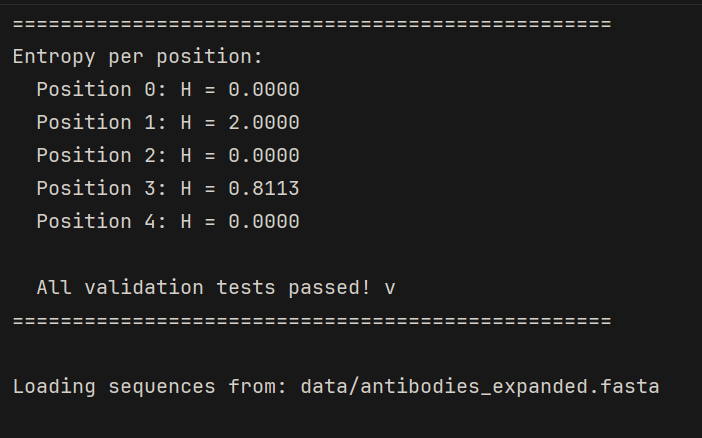 ==================================================
Entropy per position:
Position 0: H = 0.0000
Position 1: H = 2.0000
Position 2: H = 0.0000
Position 3: H = 0.8113
Position 4: H = 0.0000
All validation tests passed! v
==================================================
Loading sequences from: data/antibodies_expanded.fasta